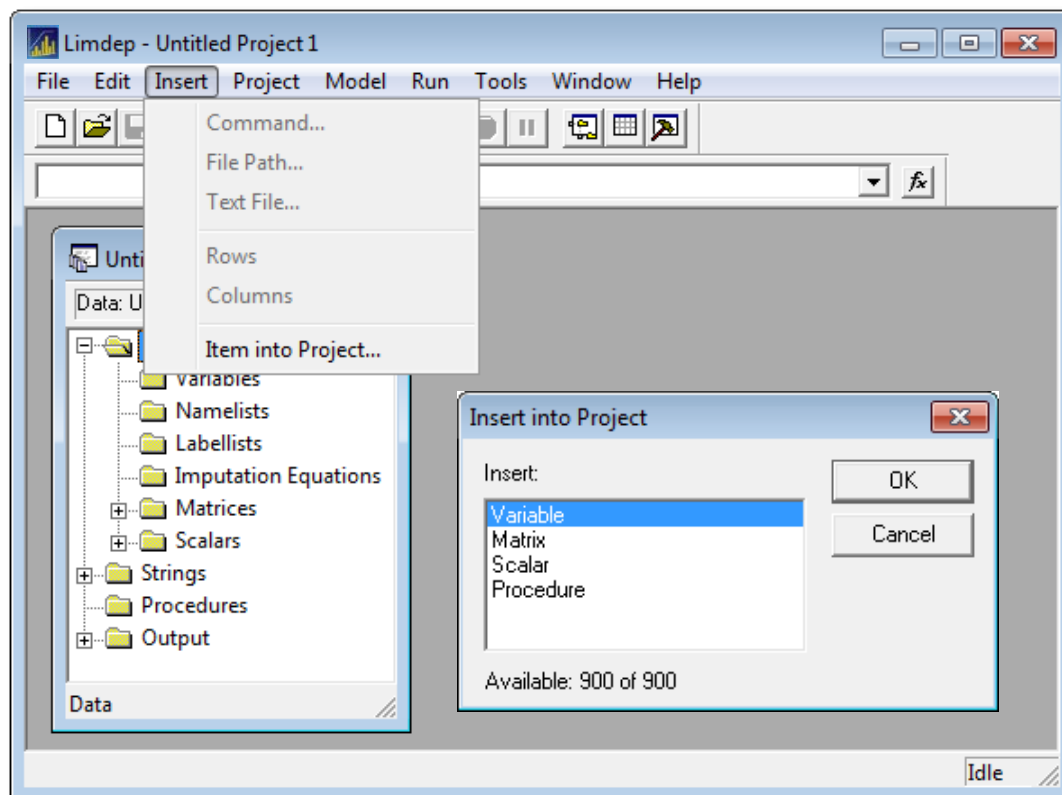 Limdep - Untitled Project 1
File Edit Insert Project Model Run Tools Window Help
Command...
File Path...
Text File...
fx
Rows
Columns
Item into Project...
Unti
Data: U
Variables
Namelists
Labellists
Imputation Equations
Matrices
Scalars
Strings
Procedures
Output
Data
Insert into Project
Insert:
Variable
Matrix
Scalar
Procedure
OK
Cancel
Available: 900 of 900
Idle